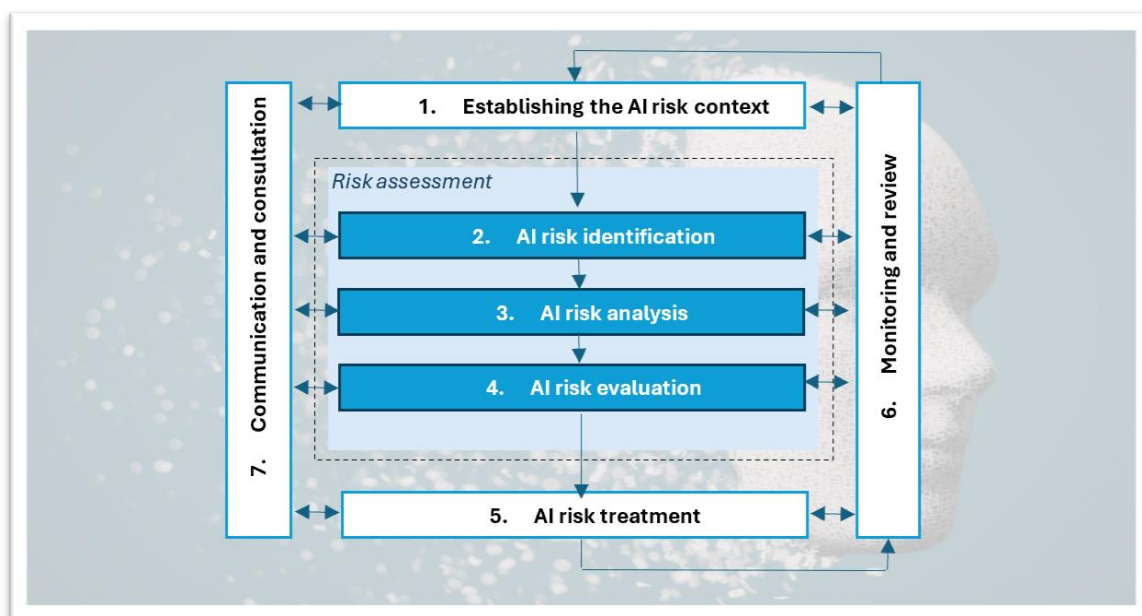 1. Establishing the AI risk context
Risk assessment
2. AI risk identification
3. AI risk analysis
4. AI risk evaluation
5. AI risk treatment
6. Monitoring and review
7. Communication and consultation